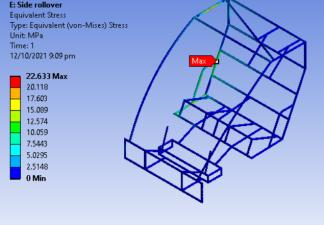 E: Side rollover
Equivalent Stress
Type: Equivalent (von-Mises) Stress
Unit: MPa
Time: 1
12/10/2021 9:09 pm
22.633 Max
20.118
17.603
15.089
12.574
10.059
7.5443
5.0295
2.5148
0 Min
Max